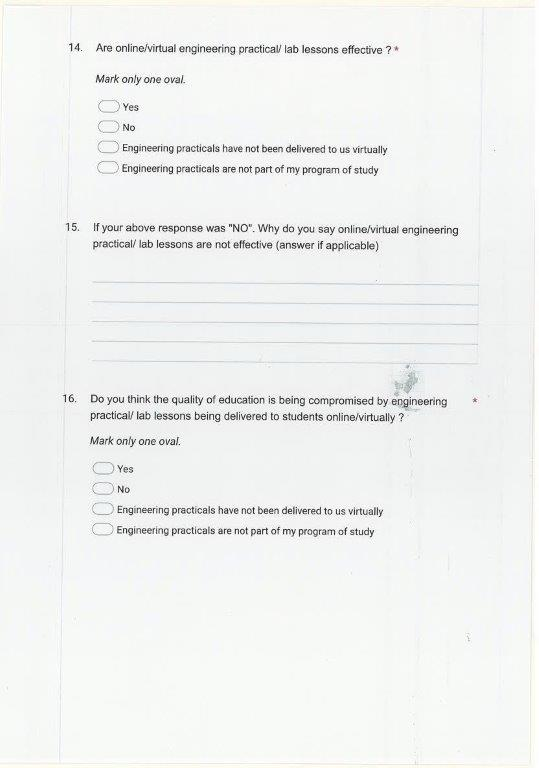 14. Are online/virtual engineering practical/ lab lessons effective ? *
Mark only one oval.
Yes
No
Engineering practicals have not been delivered to us virtually
Engineering practicals are not part of my program of study
15. If your above response was "NO". Why do you say online/virtual engineering
practical/ lab lessons are not effective (answer if applicable)
16. Do you think the quality of education is being compromised by engineering *
practical/ lab lessons being delivered to students online/virtually ?
Mark only one oval.
Yes
No
Engineering practicals have not been delivered to us virtually
Engineering practicals are not part of my program of study